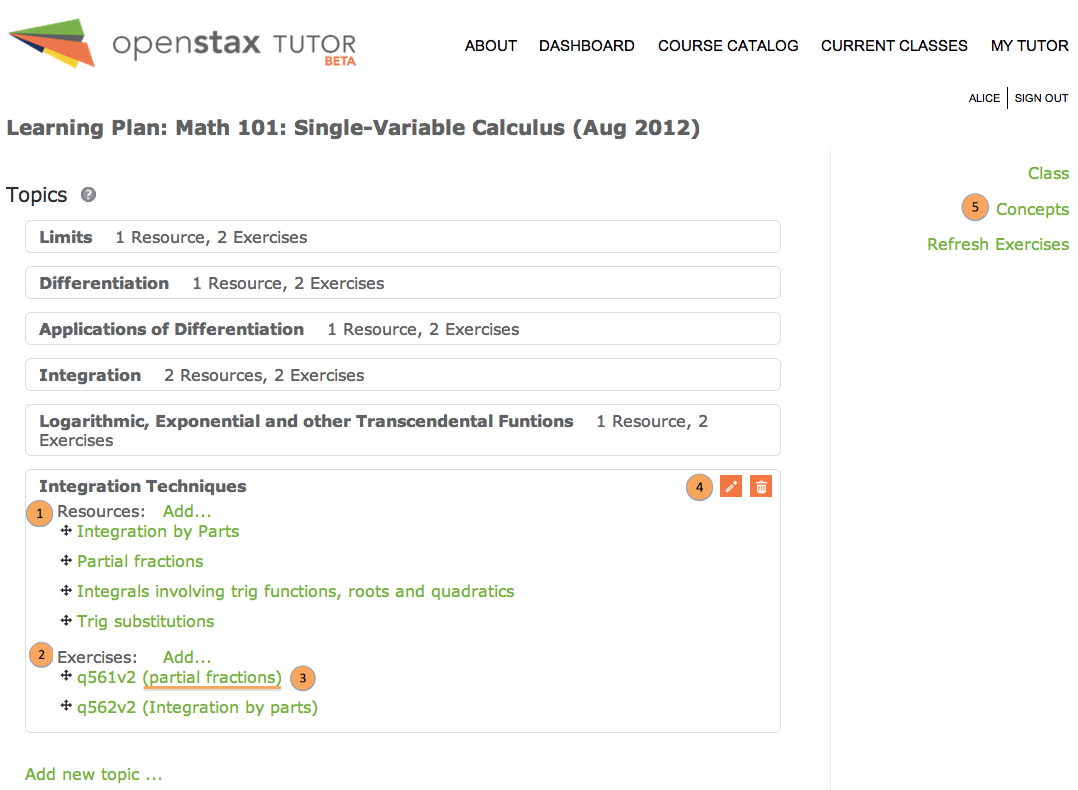 openstax TUTOR
BETA
ABOUT DASHBOARD COURSE CATALOG CURRENT CLASSES MY TUTOR
ALICE SIGN OUT
Learning Plan: Math 101: Single-Variable Calculus (Aug 2012)
Class
Topics ?
5 Concepts
Limits 1 Resource, 2 Exercises
Refresh Exercises
Differentiation 1 Resource, 2 Exercises
Applications of Differentiation 1 Resource, 2 Exercises
Integration 2 Resources, 2 Exercises
Logarithmic, Exponential and other Transcendental Funtions 1 Resource, 2
Exercises
Integration Techniques 4
1 Resources: Add...
Integration by Parts
Partial fractions
Integrals involving trig functions, roots and quadratics
Trig substitutions
2 Exercises: Add...
q561v2 (partial fractions) 3
q562v2 (Integration by parts)
Add new topic ...